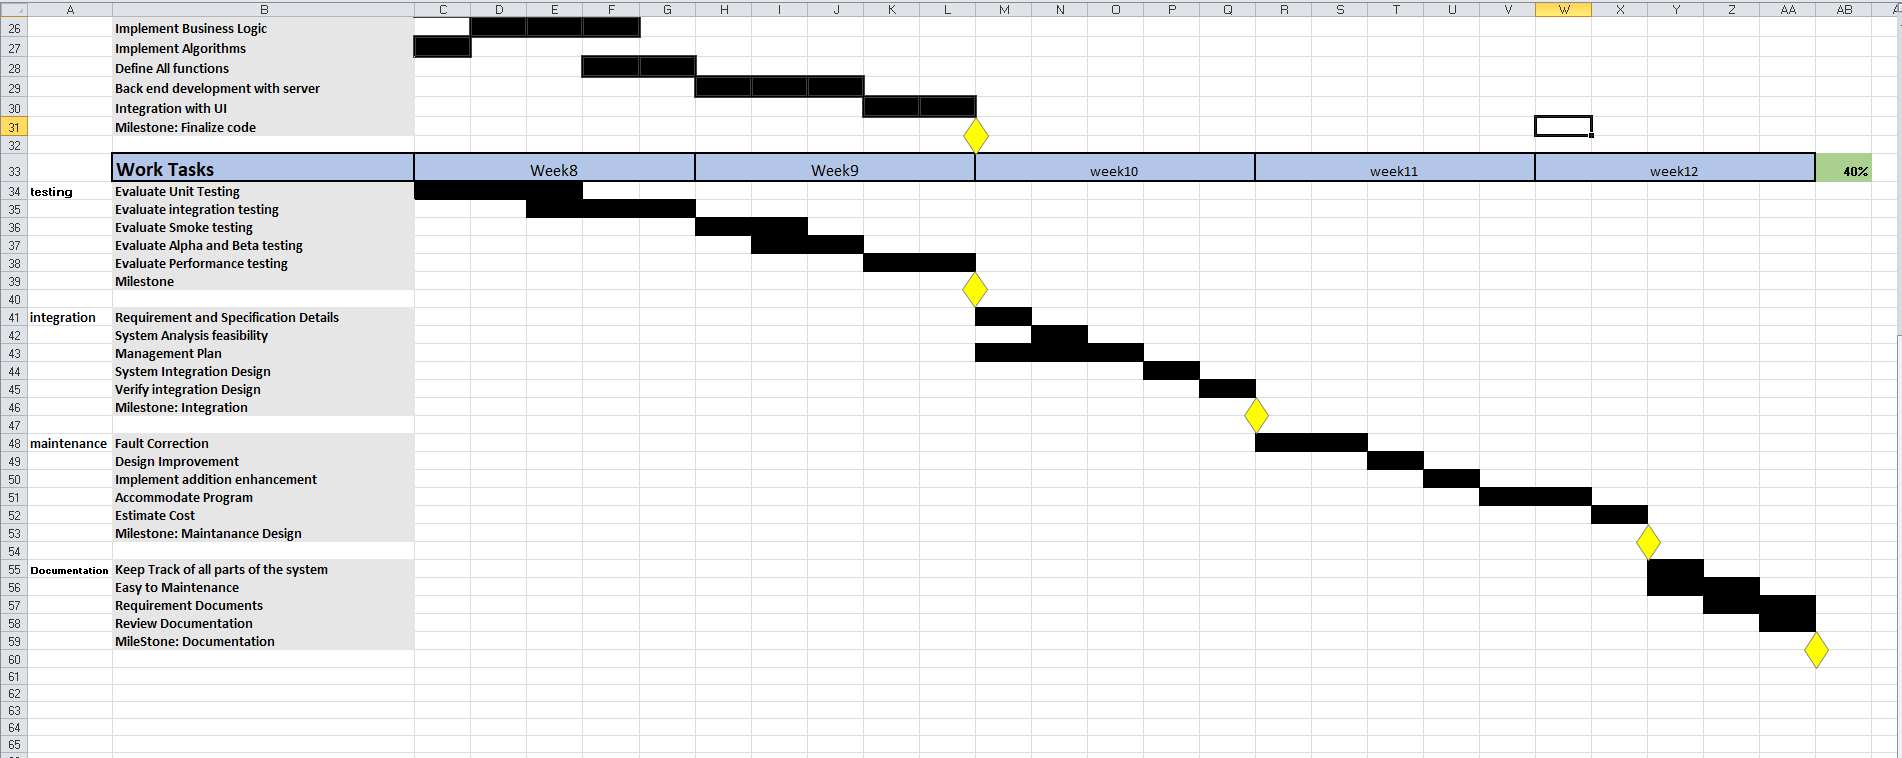 A B C D E F G H I J K L M N O P Q R S T U V W X Y Z AA AB
26 Implement Business Logic
27 Implement Algorithms
28 Define All functions
29 Back end development with server
30 Integration with UI
31 Milestone: Finalize code
32
33 Work Tasks Week8 Week9 week10 week11 week12 40%
34 testing Evaluate Unit Testing
35 Evaluate integration testing
36 Evaluate Smoke testing
37 Evaluate Alpha and Beta testing
38 Evaluate Performance testing
39 Milestone
40
41 integration Requirement and Specification Details
42 System Analysis feasibility
43 Management Plan
44 System Integration Design
45 Verify integration Design
46 Milestone: Integration
47
48 maintenance Fault Correction
49 Design Improvement
50 Implement addition enhancement
51 Accommodate Program
52 Estimate Cost
53 Milestone: Maintanance Design
54
55 Documentation Keep Track of all parts of the system
56 Easy to Maintenance
57 Requirement Documents
58 Review Documentation
59 MileStone: Documentation
60
61
62
63
64
65